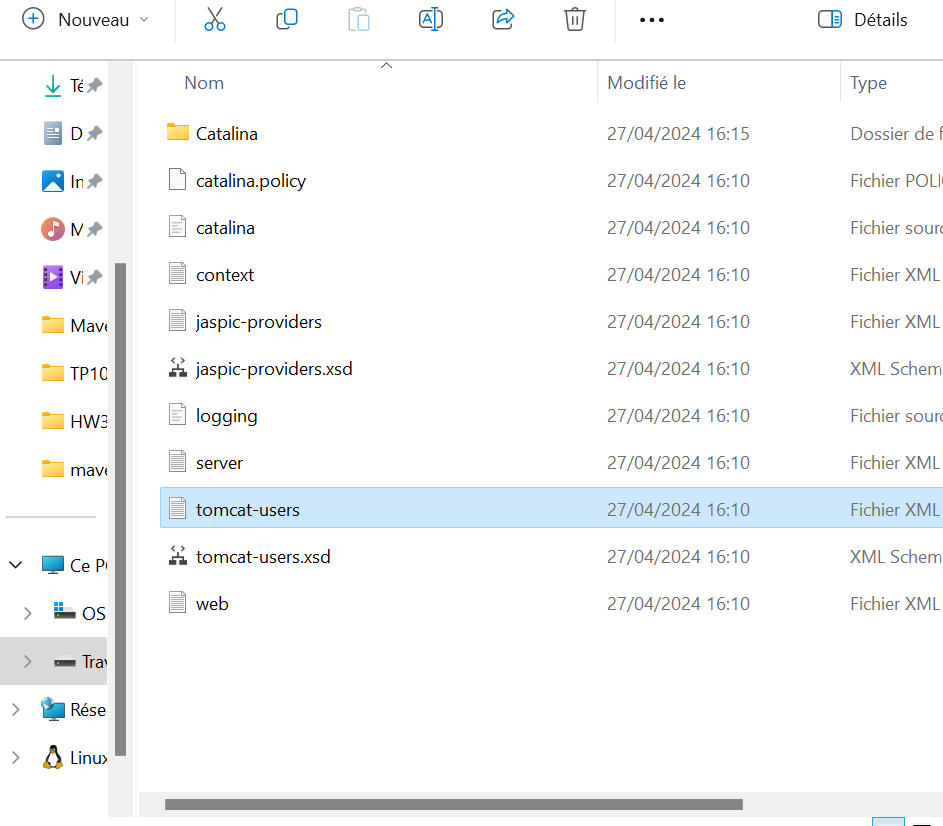 Nouveau Détails
Nom Modifié le Type
Catalina 27/04/2024 16:15 Dossier de f
catalina.policy 27/04/2024 16:10 Fichier POLI
catalina 27/04/2024 16:10 Fichier sourc
context 27/04/2024 16:10 Fichier XML
jaspic-providers 27/04/2024 16:10 Fichier XML
jaspic-providers.xsd 27/04/2024 16:10 XML Schem
logging 27/04/2024 16:10 Fichier sourc
server 27/04/2024 16:10 Fichier XML
tomcat-users 27/04/2024 16:10 Fichier XML
tomcat-users.xsd 27/04/2024 16:10 XML Schem
web 27/04/2024 16:10 Fichier XML
Té
D
In
M
Vi
Mave
TP10
HW3
mave
Ce P
OS
Trav
Rése
Linux